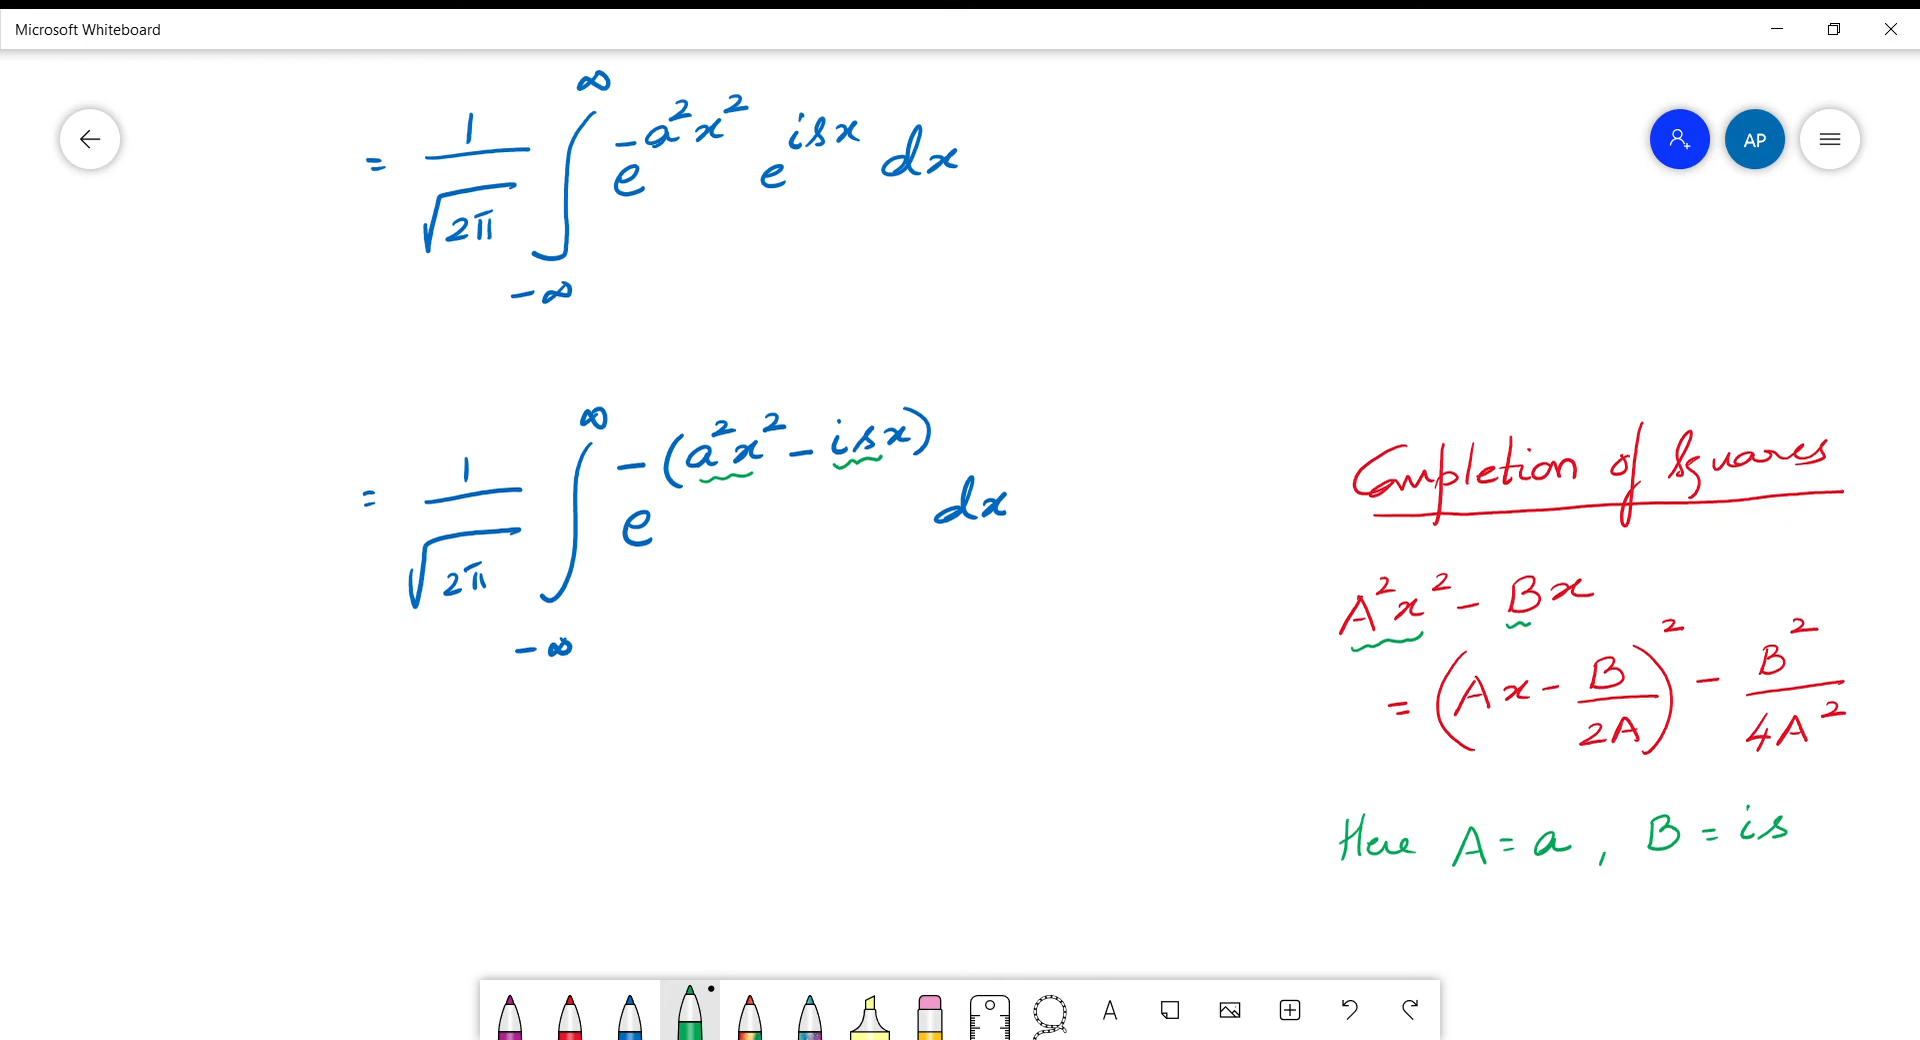 Microsoft Whiteboard
AP
= 1/√2π ∫_{-∞}^{∞} e^{-a²x²} e^{isx} dx
= 1/√2π ∫_{-∞}^{∞} e^{-(a²x² - isx)} dx
Completion of Squares
A²x² - Bx
= (Ax - B/2A)² - B²/4A²
Here A = a , B = is
A